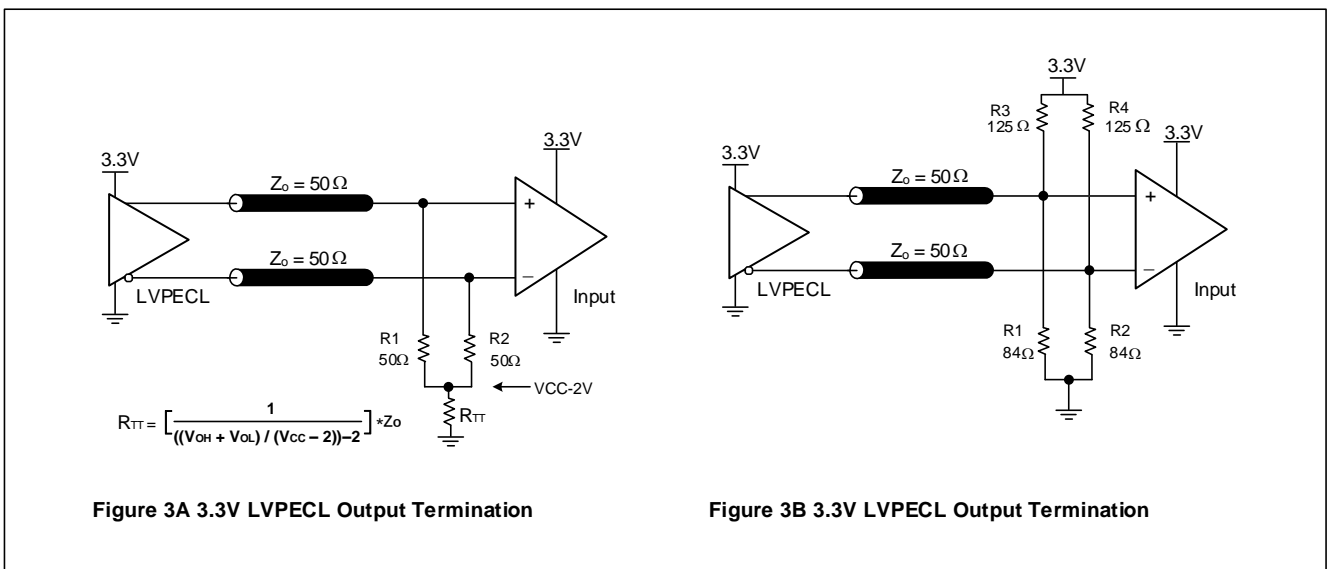 3.3V
3.3V
Zo = 50Ω
+
Zo = 50Ω
−
LVPECL
Input
R1
50Ω
R2
50Ω
VCC-2V
RTT
RTT = [ 1 / ((VOH + VOL) / (VCC – 2)) –2 ] *Zo
Figure 3A 3.3V LVPECL Output Termination
3.3V
R3
125 Ω
R4
125 Ω
3.3V
3.3V
Zo = 50Ω
+
Zo = 50Ω
−
LVPECL
Input
R1
84Ω
R2
84Ω
Figure 3B 3.3V LVPECL Output Termination